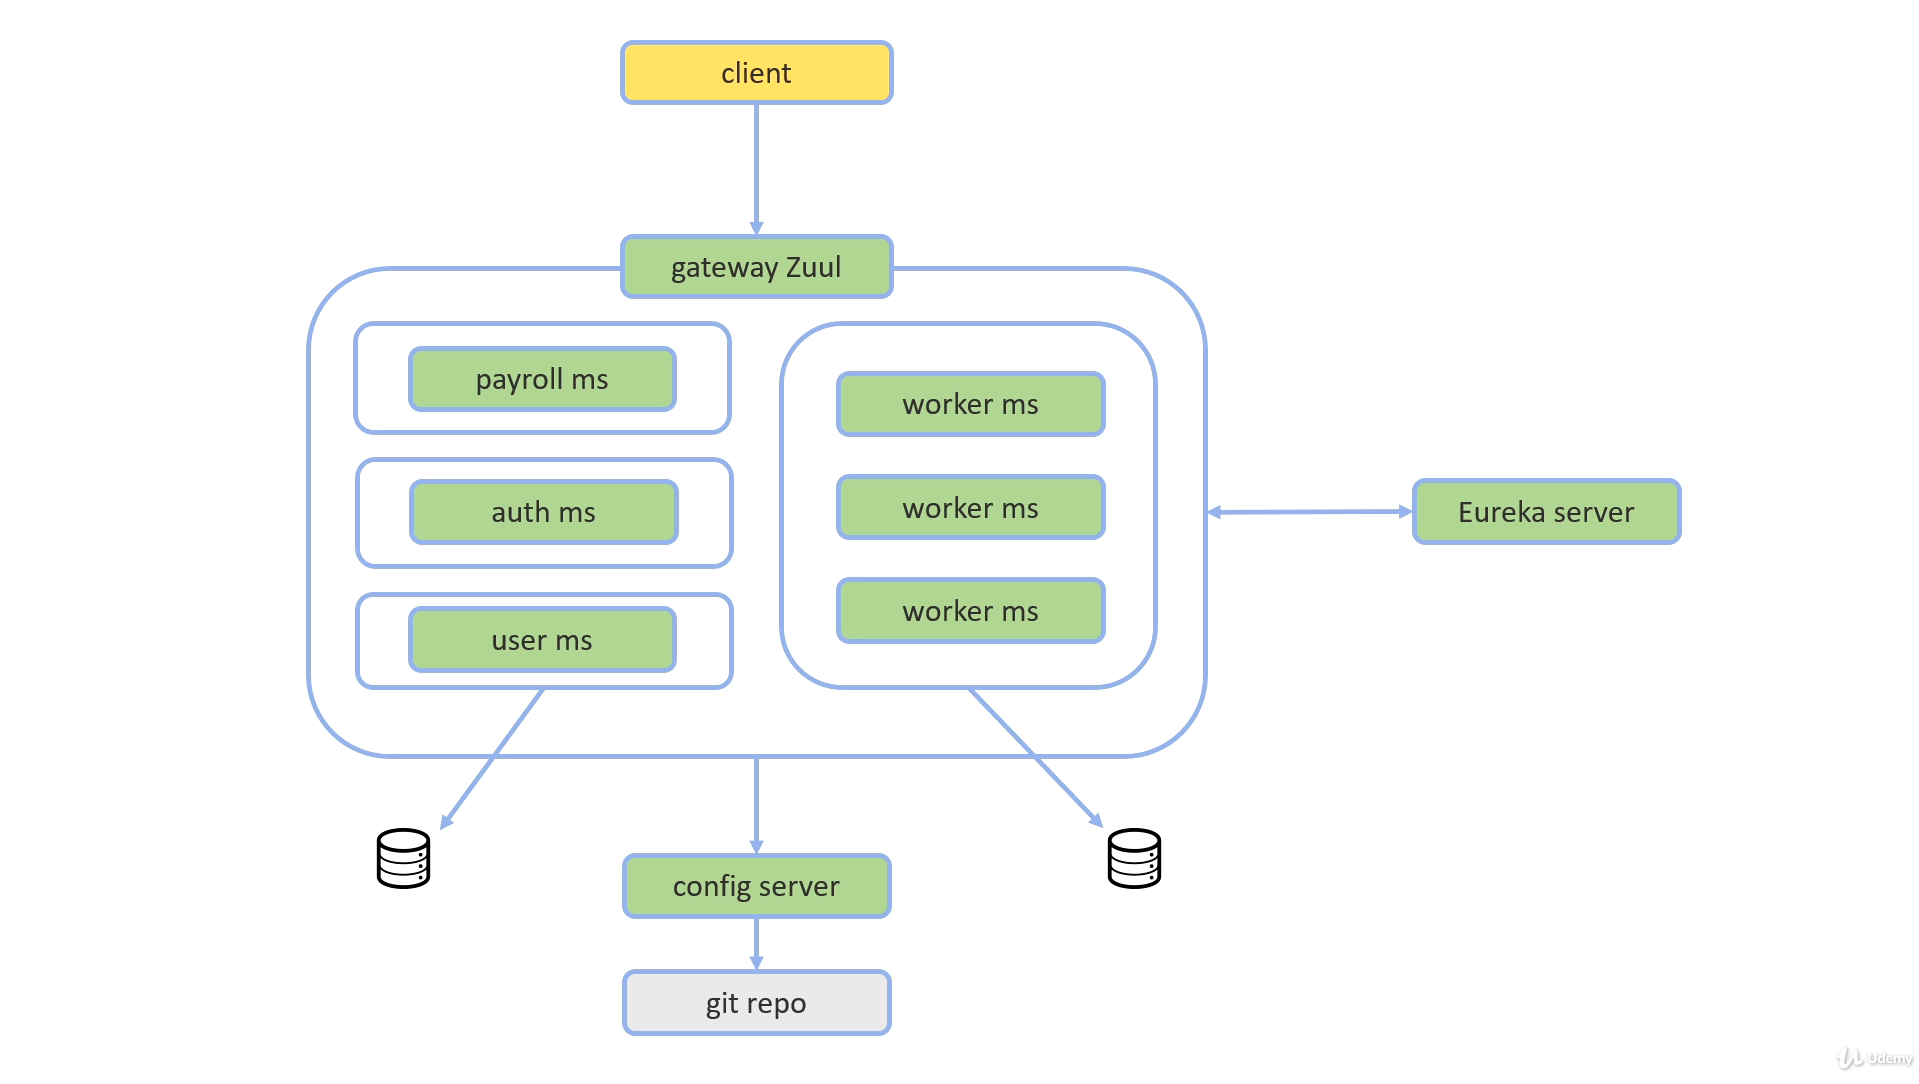 client
gateway Zuul
payroll ms
auth ms
user ms
worker ms
worker ms
worker ms
Eureka server
config server
git repo
Udemy